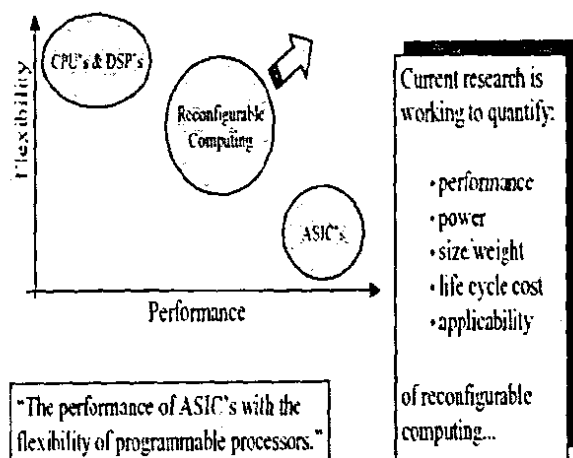 Flexibility
CPU's & DSP's
Reconfigurable
Computing
ASIC's
Performance
"The performance of ASIC's with the
flexibility of programmable processors."
Current research is
working to quantify:
•performance
•power
•size weight
•life cycle cost
•applicability
of reconfigurable
computing...